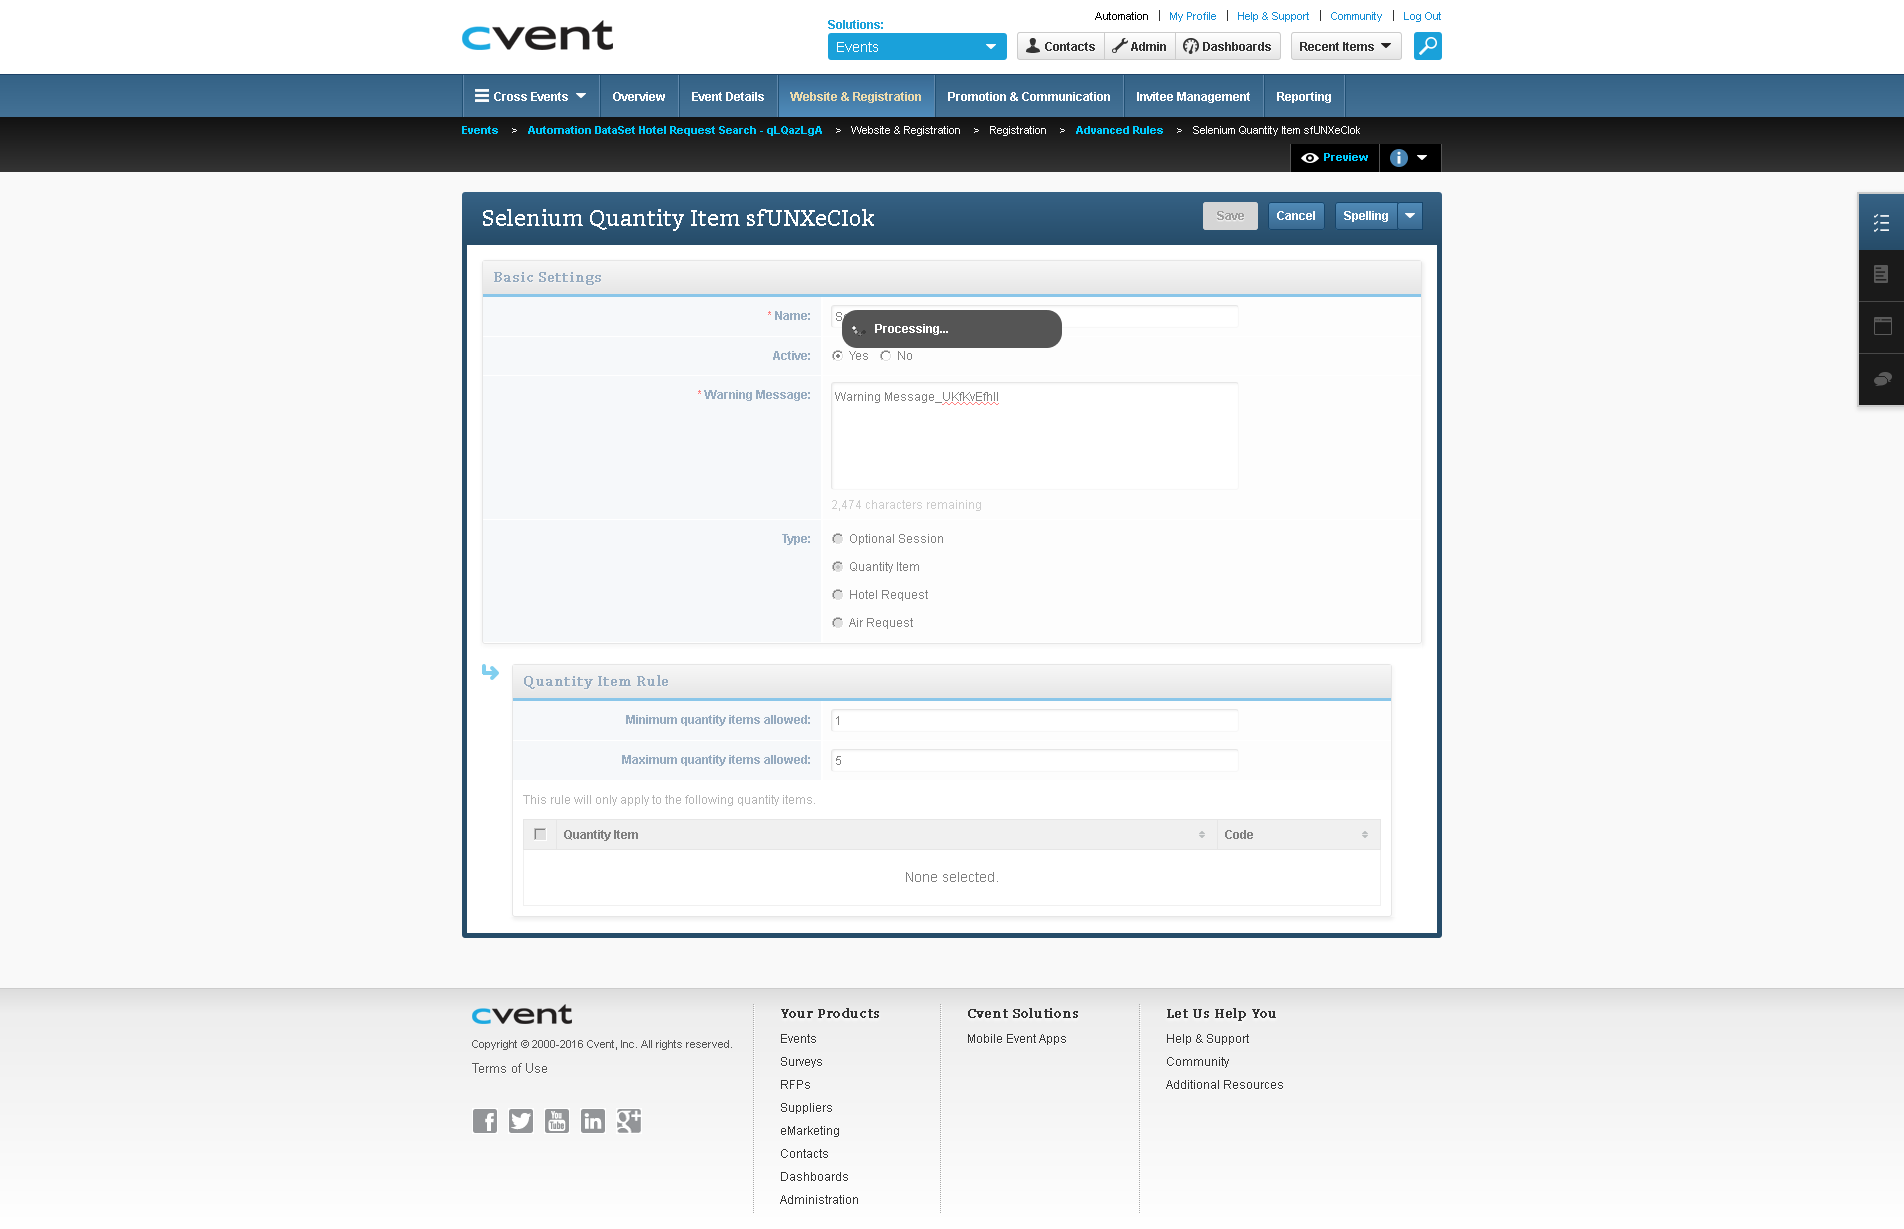 cvent
Solutions:
Events
Automation | My Profile | Help & Support | Community | Log Out
Contacts Admin Dashboards Recent Items
Cross Events Overview Event Details Website & Registration Promotion & Communication Invitee Management Reporting
Events > Automation DataSet Hotel Request Search - qLQazLgA > Website & Registration > Registration > Advanced Rules > Selenium Quantity Item sfUNXeCIok
Preview
Selenium Quantity Item sfUNXeCIok
Save Cancel Spelling
Basic Settings
* Name:
Processing...
Active: Yes No
* Warning Message: Warning Message_UKfKvEfhII
2,474 characters remaining
Type: Optional Session
Quantity Item
Hotel Request
Air Request
Quantity Item Rule
Minimum quantity items allowed: 1
Maximum quantity items allowed: 5
This rule will only apply to the following quantity items.
Quantity Item Code
None selected.
cvent
Copyright © 2000-2016 Cvent, Inc. All rights reserved.
Terms of Use
Your Products
Events
Surveys
RFPs
Suppliers
eMarketing
Contacts
Dashboards
Administration
Cvent Solutions
Mobile Event Apps
Let Us Help You
Help & Support
Community
Additional Resources